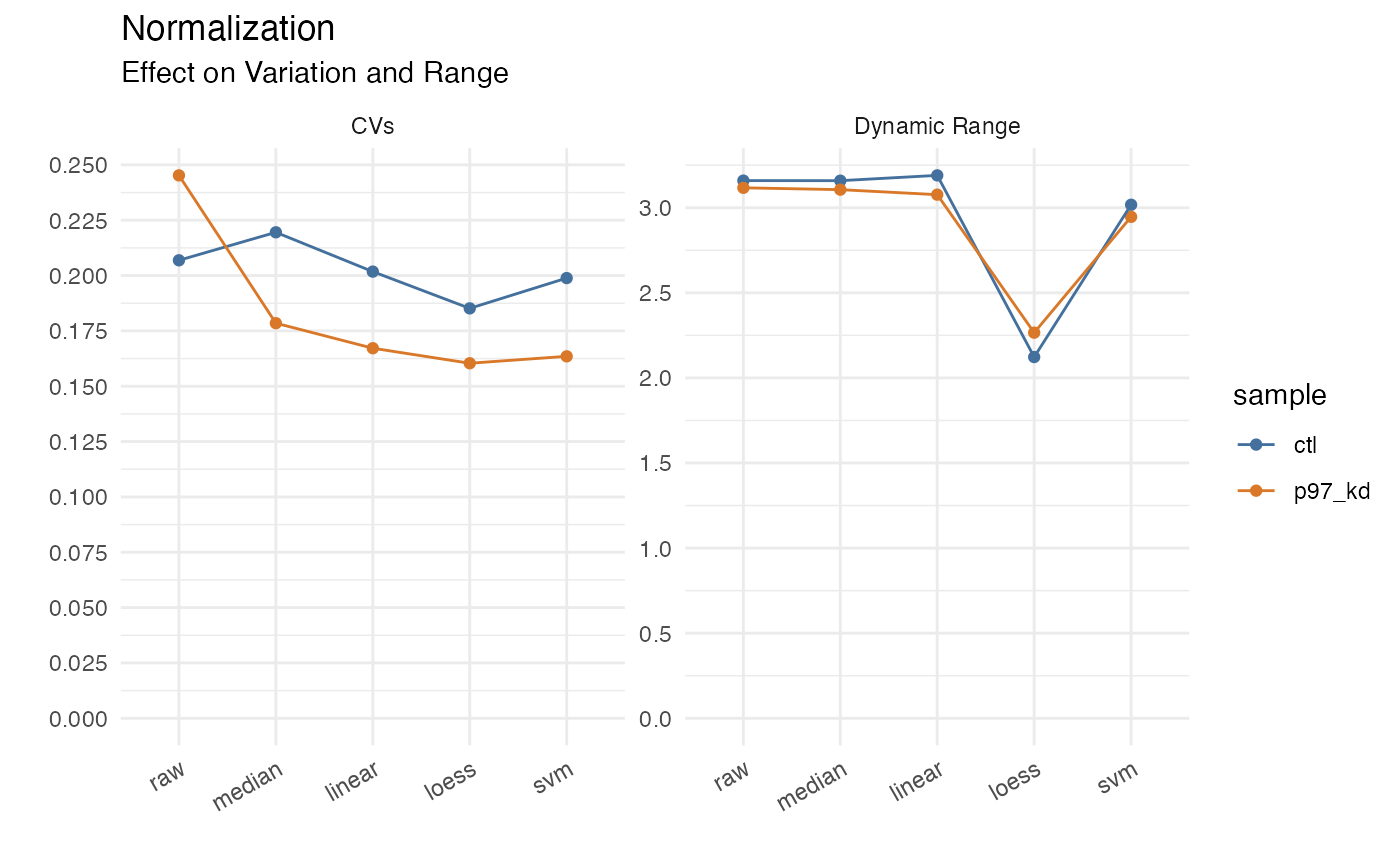 Normalization
Effect on Variation and Range
CVs
0.250
0.225
0.200
0.175
0.150
0.125
0.100
0.075
0.050
0.025
0.000
raw
median
linear
loess
svm
Dynamic Range
3.0
2.5
2.0
1.5
1.0
0.5
0.0
raw
median
linear
loess
svm
sample
ctl
p97_kd